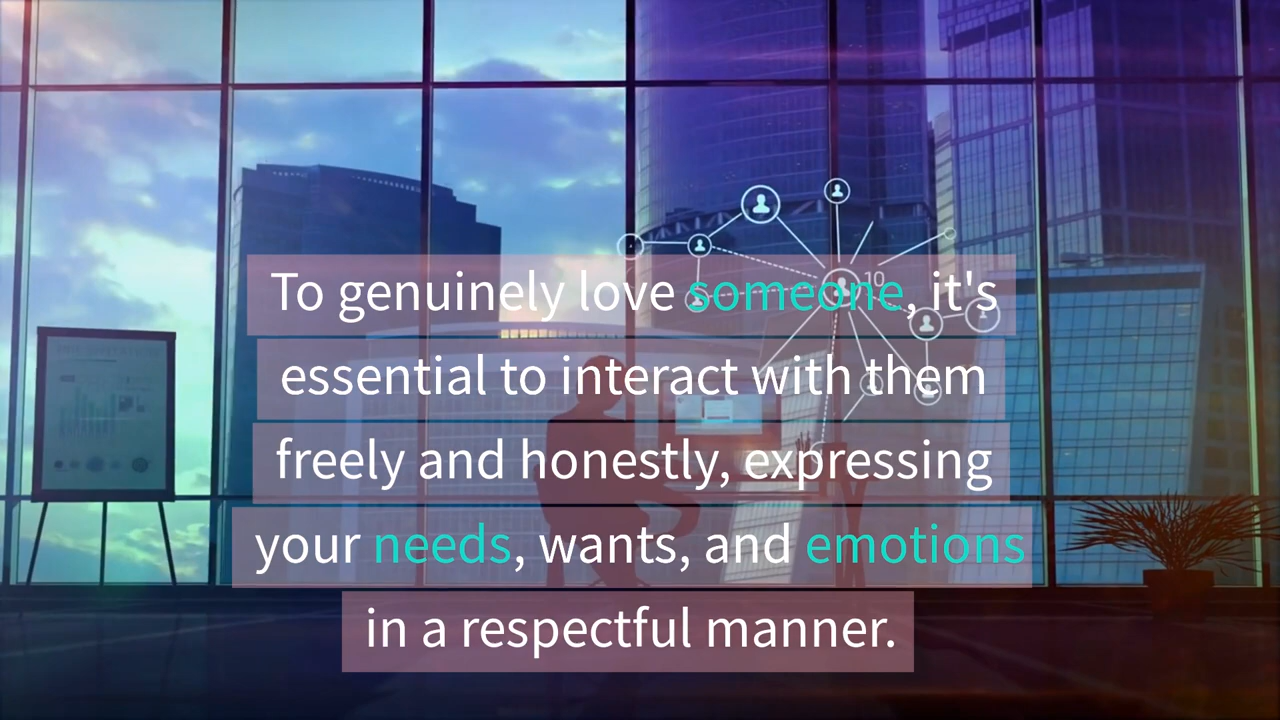 To genuinely love someone, it's
essential to interact with them
freely and honestly, expressing
your needs, wants, and emotions
in a respectful manner.
10